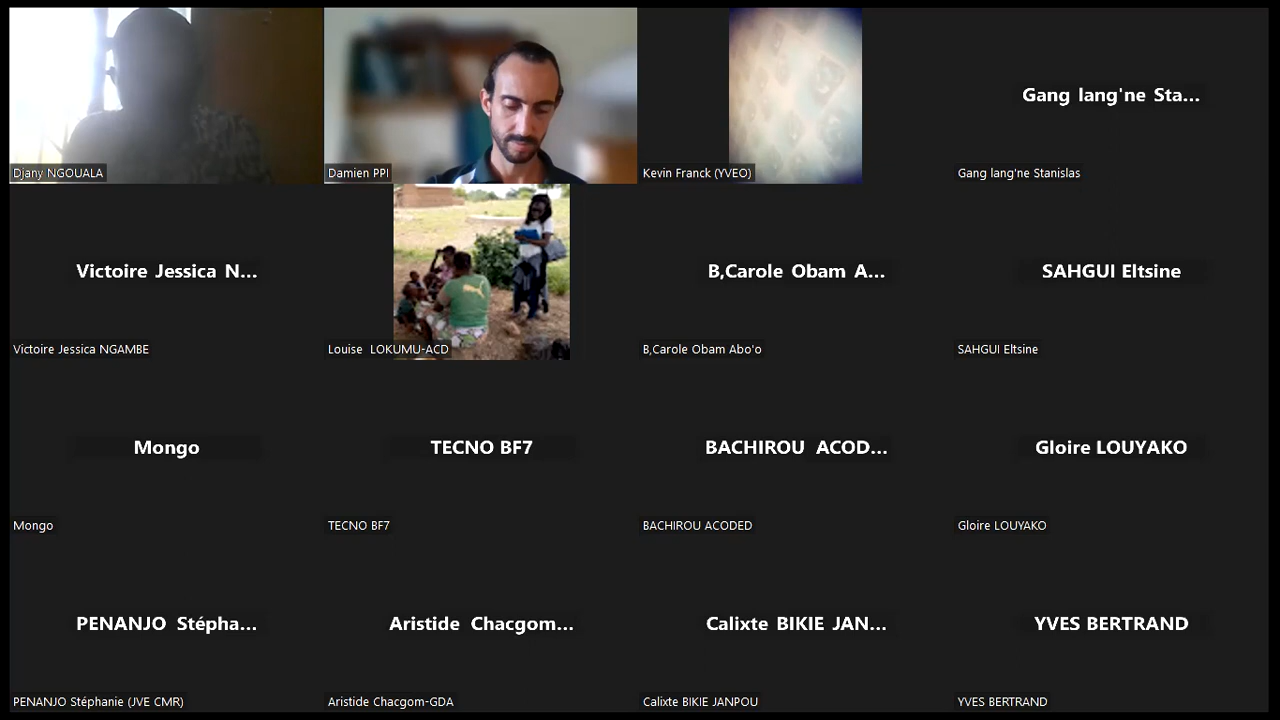 Djany NGOUALA
Damien PPI
Kevin Franck (YVEO)
Gang lang'ne Sta...
Gang lang'ne Stanislas
Victoire Jessica N...
Victoire Jessica NGAMBE
Louise LOKUMU-ACD
B,Carole Obam A...
B,Carole Obam Abo'o
SAHGUI Eltsine
SAHGUI Eltsine
Mongo
Mongo
TECNO BF7
TECNO BF7
BACHIROU ACOD...
BACHIROU ACODED
Gloire LOUYAKO
Gloire LOUYAKO
PENANJO Stépha...
PENANJO Stéphanie (JVE CMR)
Aristide Chacgom...
Aristide Chacgom-GDA
Calixte BIKIE JAN...
Calixte BIKIE JANPOU
YVES BERTRAND
YVES BERTRAND